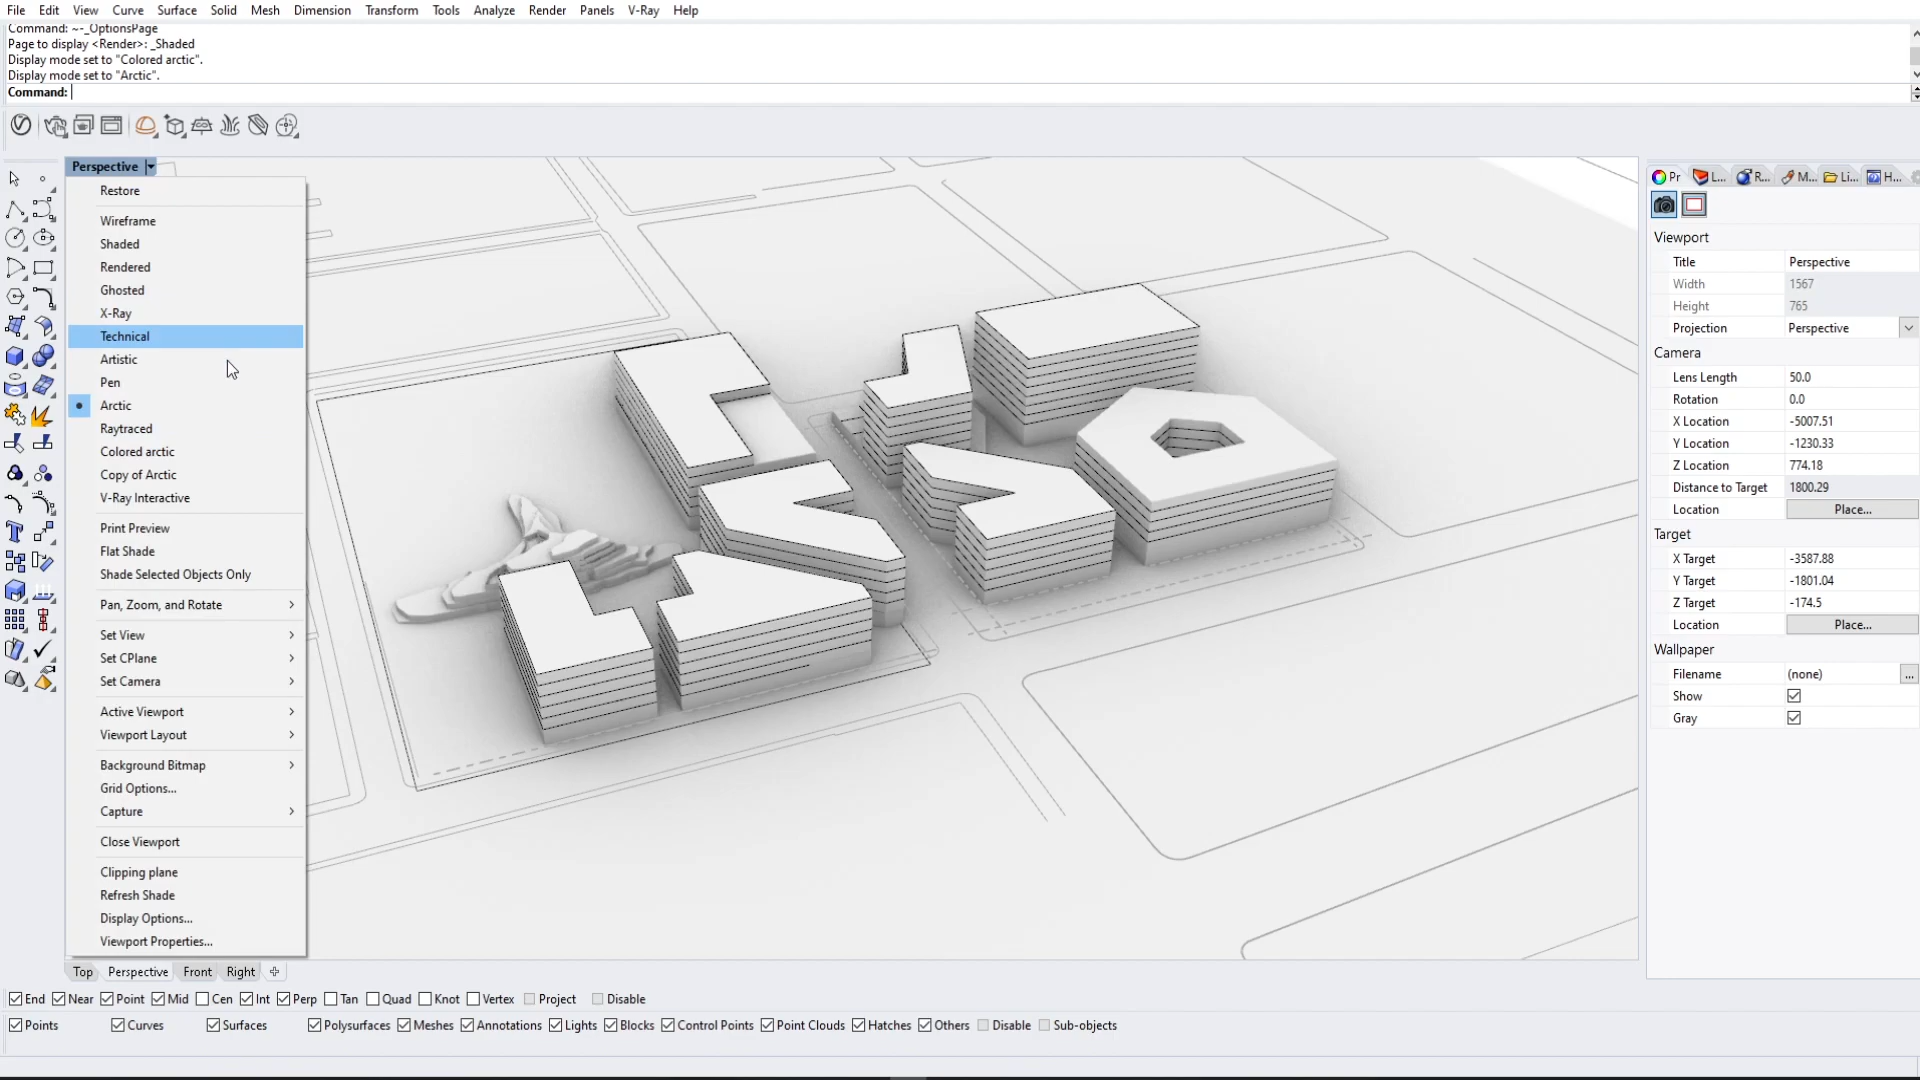 File Edit View Curve Surface Solid Mesh Dimension Transform Tools Analyze Render Panels V-Ray Help
Command: ~-_OptionsPage
Page to display <Render>: _Shaded
Display mode set to "Colored arctic".
Display mode set to "Arctic".
Command:
Perspective
Restore
Wireframe
Shaded
Rendered
Ghosted
X-Ray
Technical
Artistic
Pen
Arctic
Raytraced
Colored arctic
Copy of Arctic
V-Ray Interactive
Print Preview
Flat Shade
Shade Selected Objects Only
Pan, Zoom, and Rotate
Set View
Set CPlane
Set Camera
Active Viewport
Viewport Layout
Background Bitmap
Grid Options...
Capture
Close Viewport
Clipping plane
Refresh Shade
Display Options...
Viewport Properties...
Pr L... R... M... Li... H...
Viewport
Title Perspective
Width 1567
Height 765
Projection Perspective
Camera
Lens Length 50.0
Rotation 0.0
X Location -5007.51
Y Location -1230.33
Z Location 774.18
Distance to Target 1800.29
Location Place...
Target
X Target -3587.88
Y Target -1801.04
Z Target -174.5
Location Place...
Wallpaper
Filename (none) ...
Show
Gray
Top Perspective Front Right
End Near Point Mid Cen Int Perp Tan Quad Knot Vertex Project Disable
Points Curves Surfaces Polysurfaces Meshes Annotations Lights Blocks Control Points Point Clouds Hatches Others Disable Sub-objects